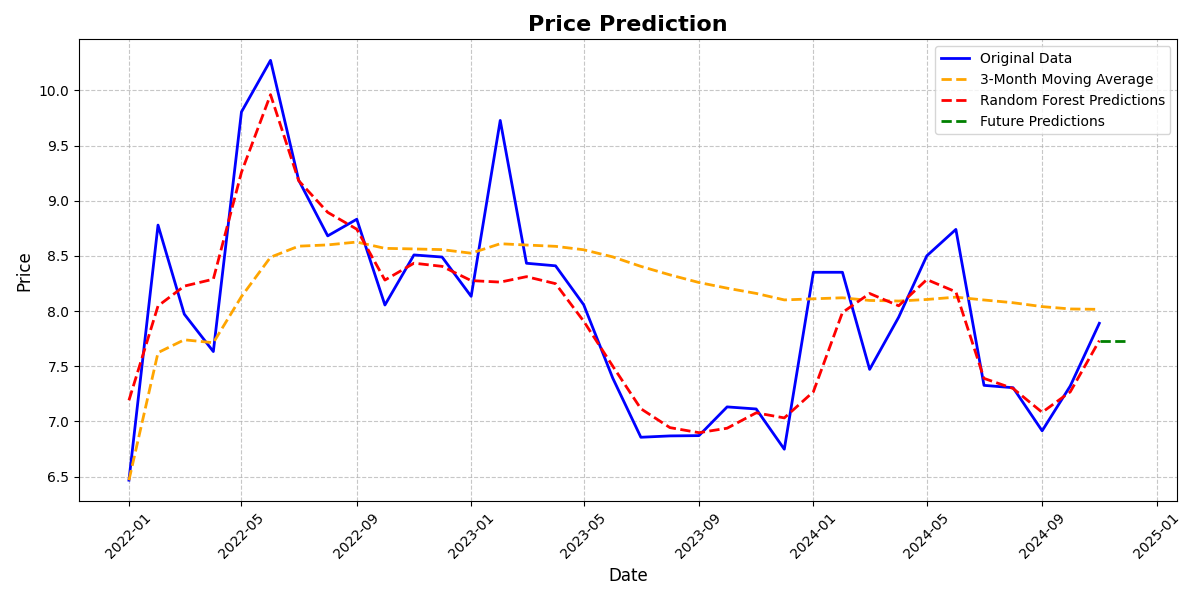 Price Prediction
Original Data
3-Month Moving Average
Random Forest Predictions
Future Predictions
Price
10.0
9.5
9.0
8.5
8.0
7.5
7.0
6.5
2022-01
2022-05
2022-09
2023-01
2023-05
2023-09
2024-01
2024-05
2024-09
2025-01
Date